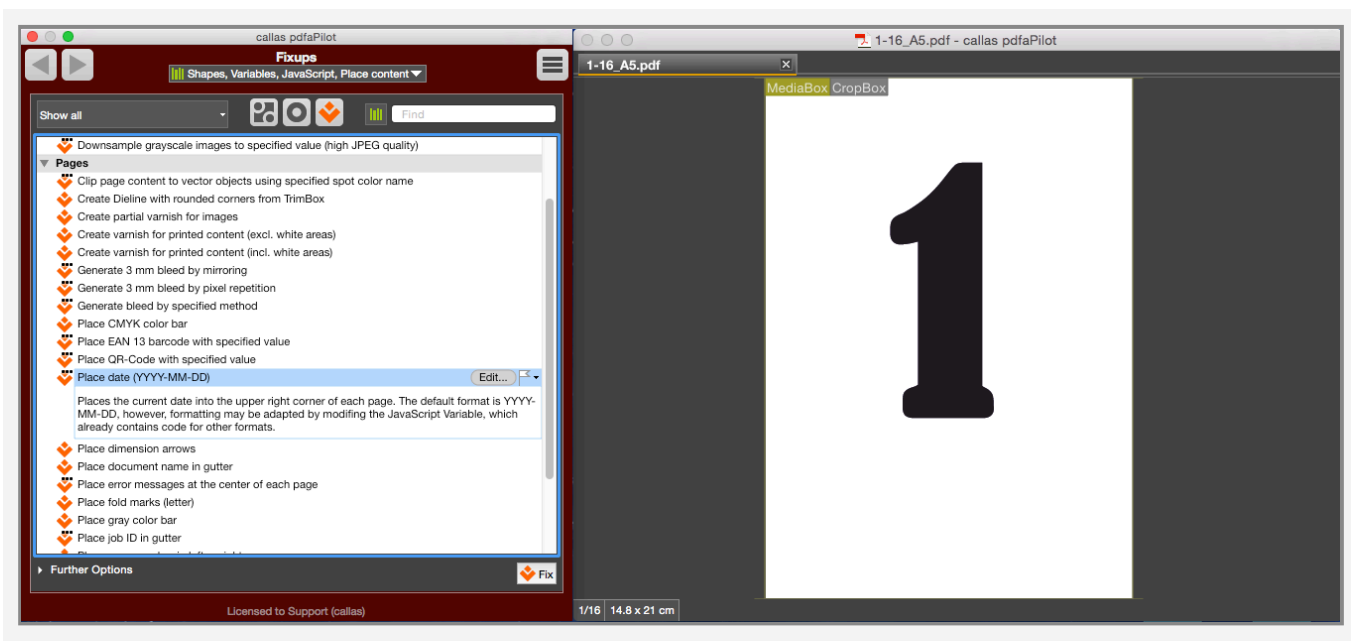 callas pdfaPilot
Fixups
Shapes, Variables, JavaScript, Place content
Show all
Find
Downsample grayscale images to specified value (high JPEG quality)
Pages
Clip page content to vector objects using specified spot color name
Create Dieline with rounded corners from TrimBox
Create partial varnish for images
Create varnish for printed content (excl. white areas)
Create varnish for printed content (incl. white areas)
Generate 3 mm bleed by mirroring
Generate 3 mm bleed by pixel repetition
Generate bleed by specified method
Place CMYK color bar
Place EAN 13 barcode with specified value
Place QR-Code with specified value
Place date (YYYY-MM-DD)
Edit...
Places the current date into the upper right corner of each page. The default format is YYYY-
MM-DD, however, formatting may be adapted by modifing the JavaScript Variable, which
already contains code for other formats.
Place dimension arrows
Place document name in gutter
Place error messages at the center of each page
Place fold marks (letter)
Place gray color bar
Place job ID in gutter
Further Options
Fix
Licensed to Support (callas)
1-16_A5.pdf - callas pdfaPilot
1-16_A5.pdf
MediaBox CropBox
1
1/16 14.8 x 21 cm